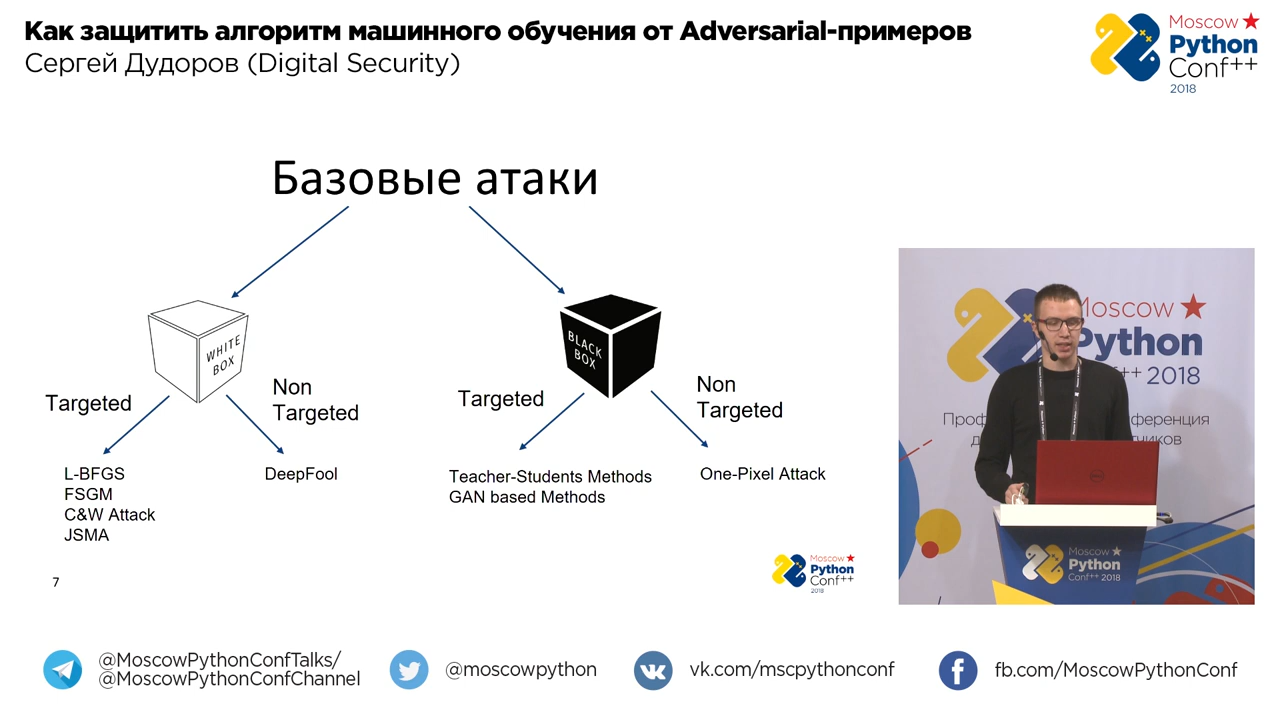 Как защитить алгоритм машинного обучения от Adversarial-примеров
Сергей Дудоров (Digital Security)
Moscow
Python
Conf++
2018
Базовые атаки
WHITE
BOX
BLACK
BOX
Targeted
Non
Targeted
Targeted
Non
Targeted
L-BFGS
FSGM
C&W Attack
JSMA
DeepFool
Teacher-Students Methods
GAN based Methods
One-Pixel Attack
7
Moscow
Python
Conf++
2018
Moscow
Python
Conf++ 2018
DELL
Moscow
Python
Conf++ 2018
@MoscowPythonConfTalks/
@MoscowPythonConfChannel
@moscowpython
vk.com/mscpythonconf
fb.com/MoscowPythonConf